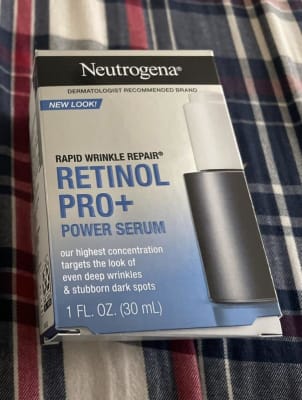 Neutrogena®
DERMATOLOGIST RECOMMENDED BRAND
NEW LOOK!
RAPID WRINKLE REPAIR®
RETINOL
PRO+
POWER SERUM
our highest concentration
targets the look of
even deep wrinkles
& stubborn dark spots
1 FL. OZ. (30 mL)